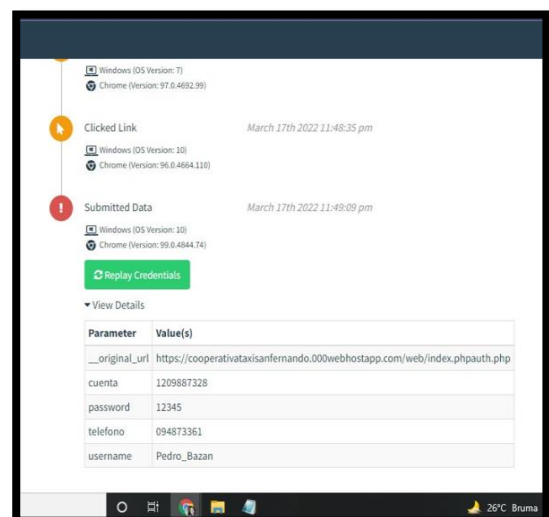 Windows (OS Version: 7)
Chrome (Version: 97.0.4692.99)
Clicked Link March 17th 2022 11:48:35 pm
Windows (OS Version: 10)
Chrome (Version: 96.0.4664.110)
Submitted Data March 17th 2022 11:49:09 pm
Windows (OS Version: 10)
Chrome (Version: 99.0.4844.74)
Replay Credentials
View Details
Parameter Value(s)
__original_url https://cooperativataxisanfernando.000webhostapp.com/web/index.phpauth.php
cuenta 1209887328
password 12345
telefono 094873361
username Pedro_Bazan
26°C Bruma